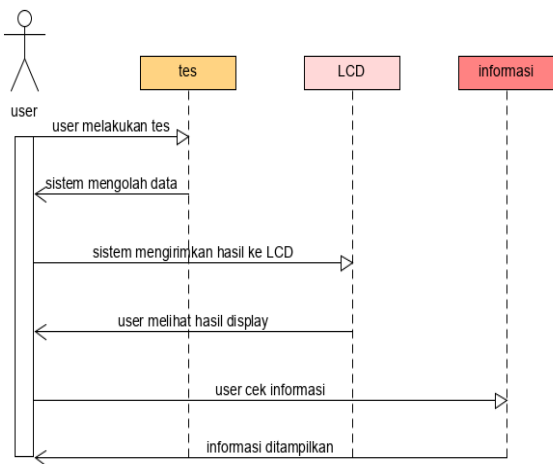 tes
LCD
informasi
user
user melakukan tes
sistem mengolah data
sistem mengirimkan hasil ke LCD
user melihat hasil display
user cek informasi
informasi ditampilkan